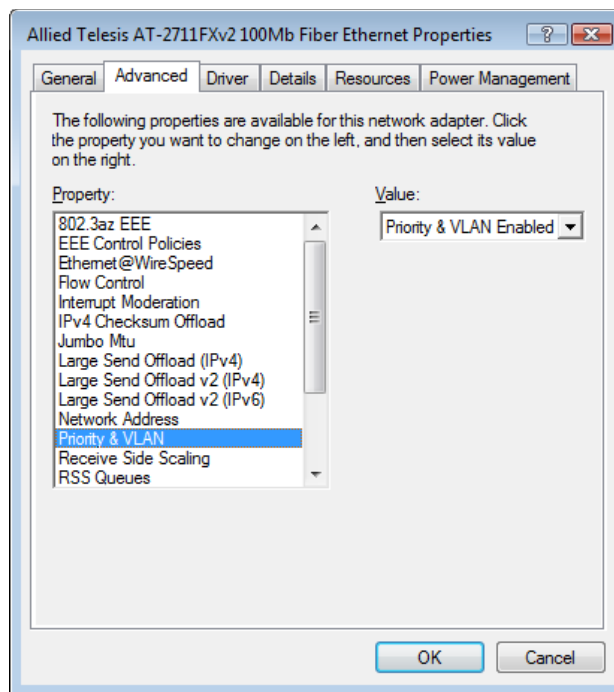 Allied Telesis AT-2711FXv2 100Mb Fiber Ethernet Properties
General Advanced Driver Details Resources Power Management
The following properties are available for this network adapter. Click
the property you want to change on the left, and then select its value
on the right.
Property:
Value:
802.3az EEE
EEE Control Policies
Ethernet@WireSpeed
Flow Control
Interrupt Moderation
IPv4 Checksum Offload
Jumbo Mtu
Large Send Offload (IPv4)
Large Send Offload v2 (IPv4)
Large Send Offload v2 (IPv6)
Network Address
Priority & VLAN
Receive Side Scaling
RSS Queues
Priority & VLAN Enabled
OK Cancel